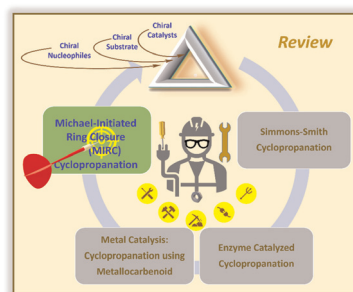 Review
Chiral
Catalysts
Chiral
Substrate
Chiral
Nucleophiles
Michael-Initiated
Ring Closure
(MIRC)
Cyclopropanation
Simmons-Smith
Cyclopropanation
Metal Catalysis:
Cyclopropanation using
Metallocarbenoid
Enzyme Catalyzed
Cyclopropanation